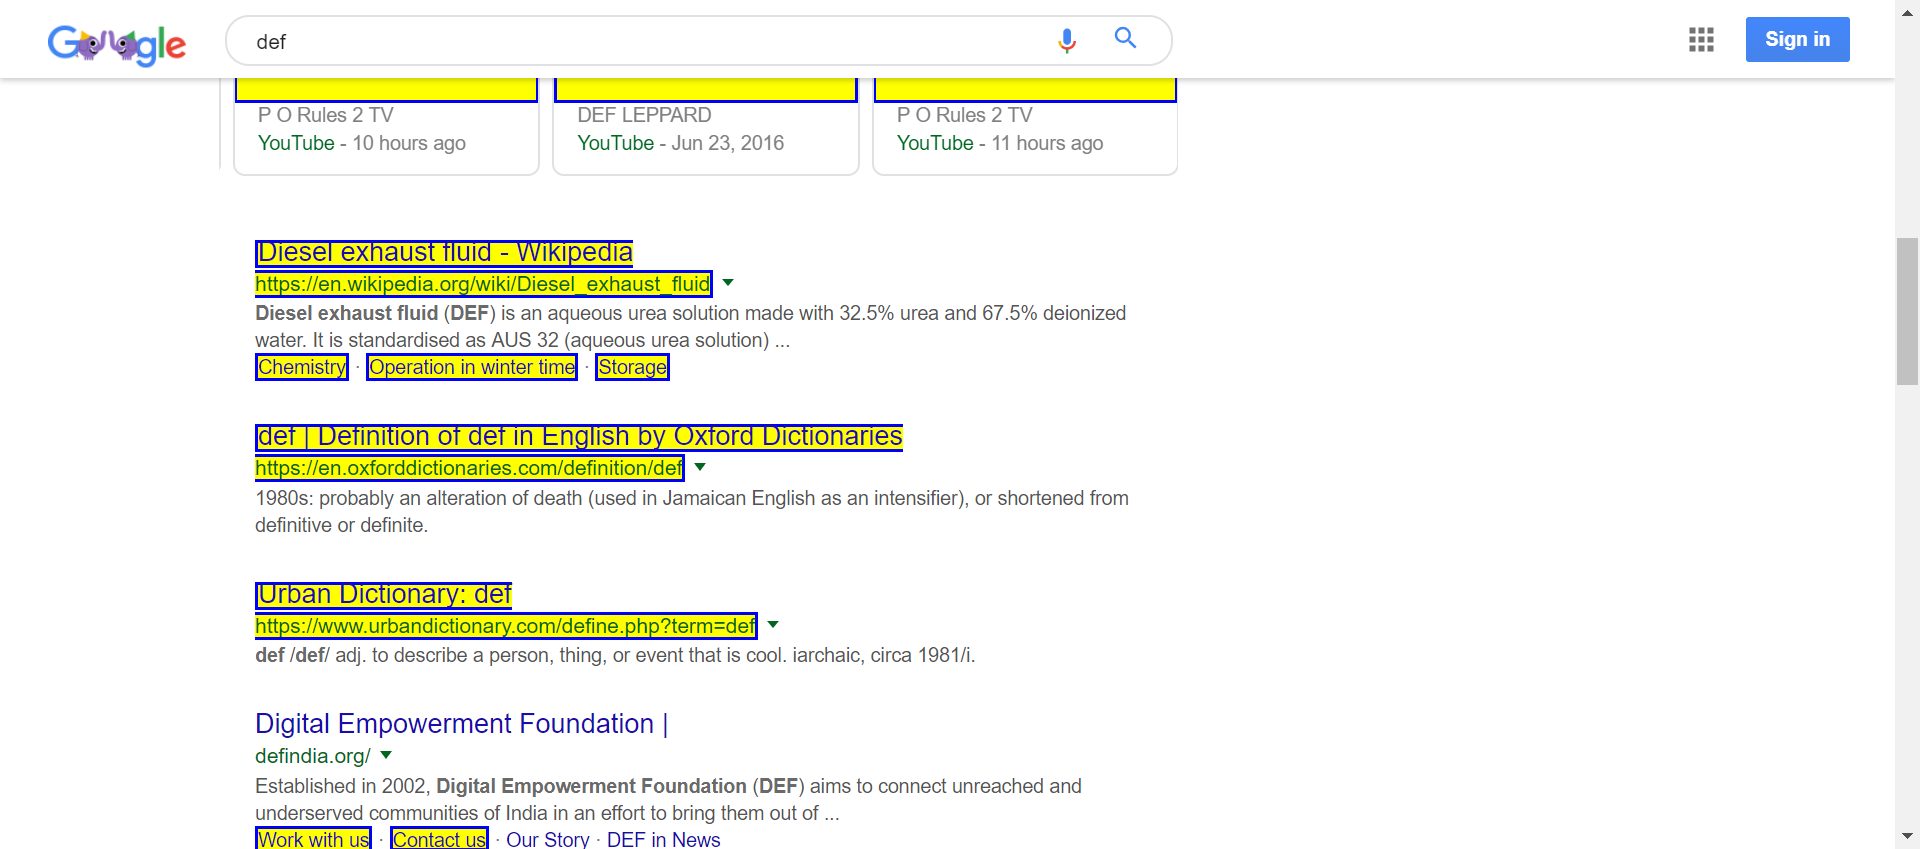 Google
def
Sign in
P O Rules 2 TV
YouTube - 10 hours ago
DEF LEPPARD
YouTube - Jun 23, 2016
P O Rules 2 TV
YouTube - 11 hours ago
Diesel exhaust fluid - Wikipedia
https://en.wikipedia.org/wiki/Diesel_exhaust_fluid
Diesel exhaust fluid (DEF) is an aqueous urea solution made with 32.5% urea and 67.5% deionized
water. It is standardised as AUS 32 (aqueous urea solution) ...
Chemistry · Operation in winter time · Storage
def | Definition of def in English by Oxford Dictionaries
https://en.oxforddictionaries.com/definition/def
1980s: probably an alteration of death (used in Jamaican English as an intensifier), or shortened from
definitive or definite.
Urban Dictionary: def
https://www.urbandictionary.com/define.php?term=def
def /def/ adj. to describe a person, thing, or event that is cool. iarchaic, circa 1981/i.
Digital Empowerment Foundation |
defindia.org/
Established in 2002, Digital Empowerment Foundation (DEF) aims to connect unreached and
underserved communities of India in an effort to bring them out of ...
Work with us · Contact us · Our Story · DEF in News